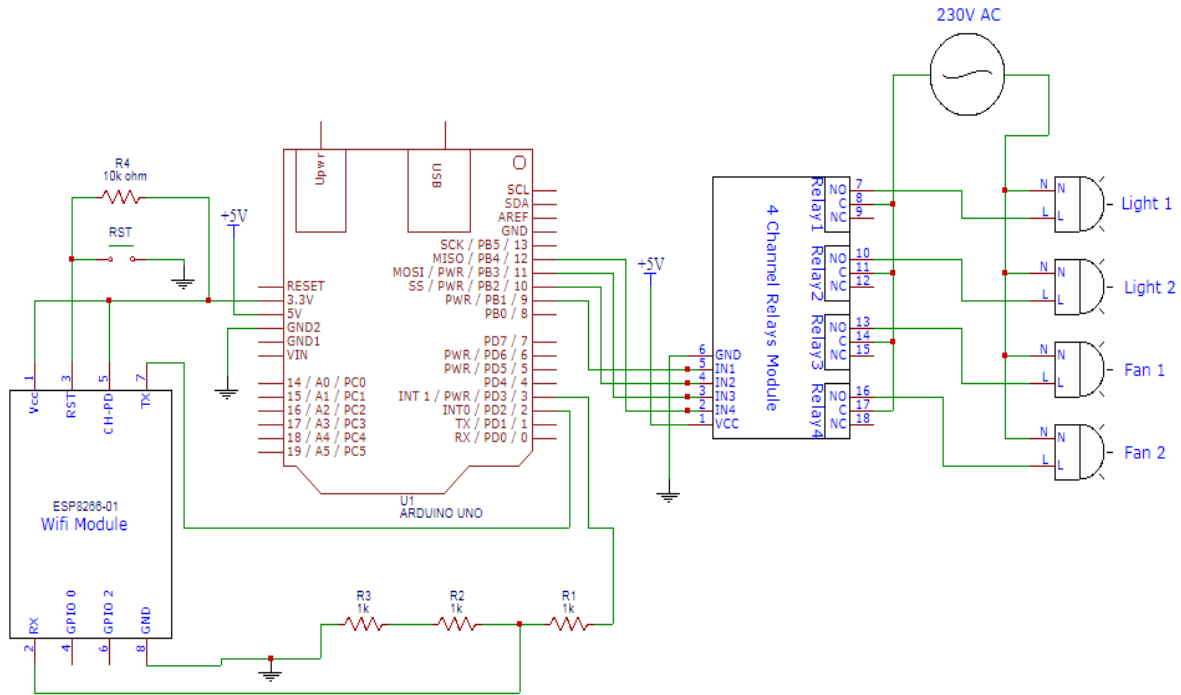 230V AC
R4
10k ohm
RST
+5V
Upwr
USB
SCL
SDA
AREF
GND
SCK / PB5 / 13
MISO / PB4 / 12
MOSI / PWR / PB3 / 11
SS / PWR / PB2 / 10
PWR / PB1 / 9
PB0 / 8
PD7 / 7
PWR / PD6 / 6
PWR / PD5 / 5
PD4 / 4
INT 1 / PWR / PD3 / 3
INT0 / PD2 / 2
TX / PD1 / 1
RX / PD0 / 0
RESET
3.3V
5V
GND2
GND1
VIN
14 / A0 / PC0
15 / A1 / PC1
16 / A2 / PC2
17 / A3 / PC3
18 / A4 / PC4
19 / A5 / PC5
U1
ARDUINO UNO
+5V
6 GND
5 IN1
4 IN2
3 IN3
2 IN4
1 VCC
4 Channel Relays Module
Relay1
NO 7
C 8
NC 9
Relay2
NO 10
C 11
NC 12
Relay3
NO 13
C 14
NC 15
Relay4
NO 16
C 17
NC 18
N N
L L
Light 1
N N
L L
Light 2
N N
L L
Fan 1
N N
L L
Fan 2
1 Vcc
3 RST
5 CH-PD
7 TX
ESP8266-01
Wifi Module
2 RX
4 GPIO 0
6 GPIO 2
8 GND
R3
1k
R2
1k
R1
1k